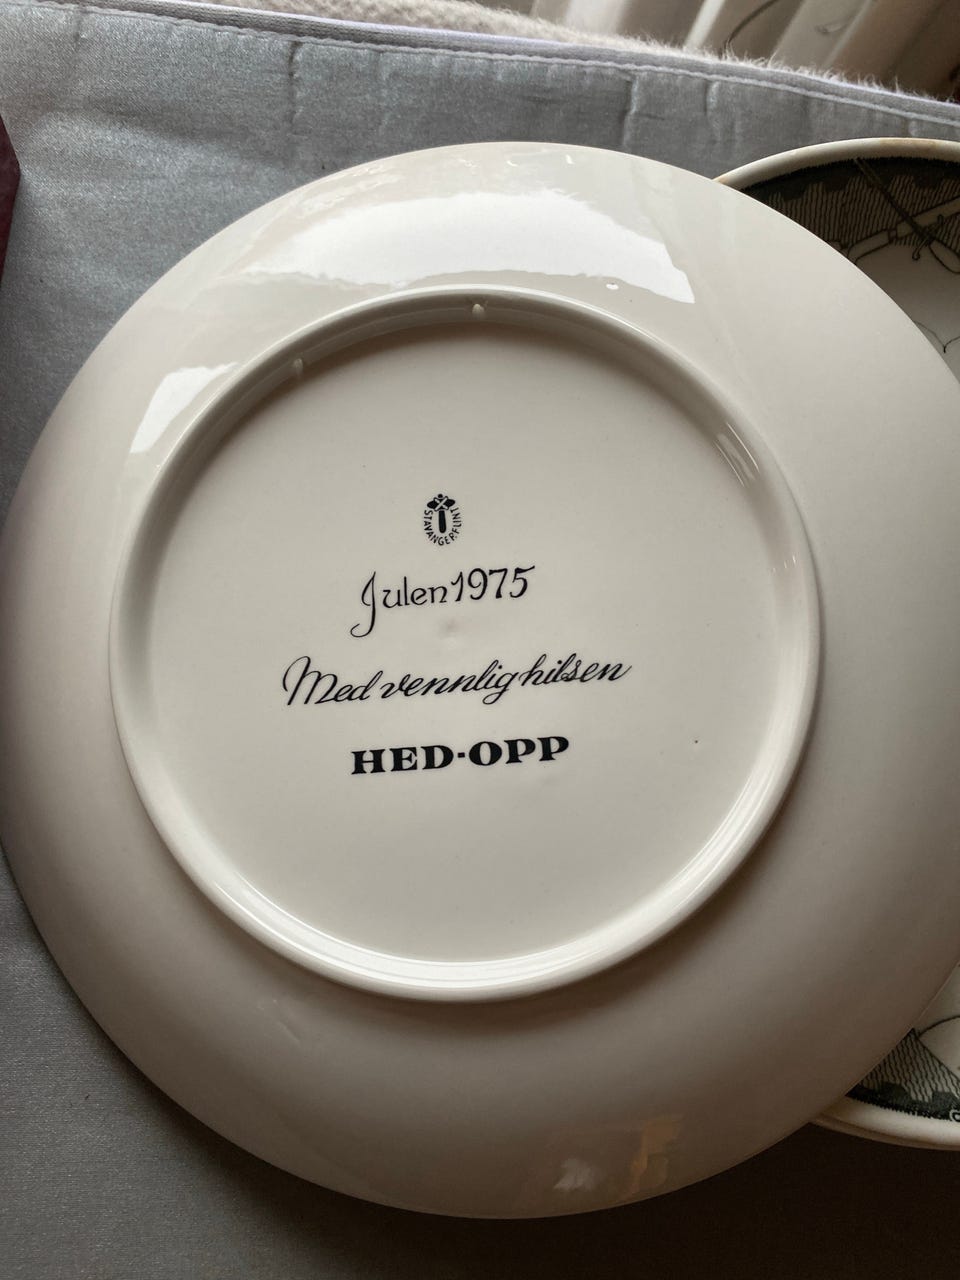 STAVANGERFLINT
Julen 1975
Med vennlig hilsen
HED-OPP